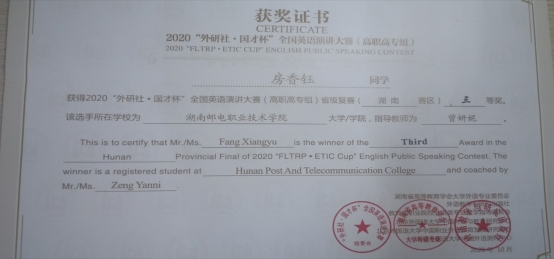 获奖证书
CERTIFICATE
2020 “外研社·国才杯” 全国英语演讲大赛（高职高专组）
2020 “FLTRP • ETIC CUP” ENGLISH PUBLIC SPEAKING CONTEST
房香钰 同学
获得2020 “外研社·国才杯” 全国英语演讲大赛（高职高专组）省级复赛（ 湖南 赛区） 三 等奖。
该选手所在学校为 湖南邮电职业技术学院 大学/学院，指导教师为 曾妍妮。
This is to certify that Mr./Ms. Fang Xiangyu is the winner of the Third Award in the
Hunan Provincial Final of 2020 “FLTRP • ETIC Cup” English Public Speaking Contest. The
winner is a registered student at Hunan Post And Telecommunication College and coached by
Mr./Ms. Zeng Yanni